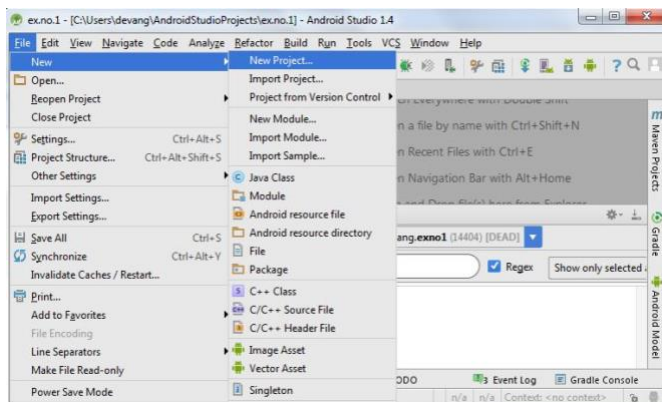 ex.no.1 - [C:\Users\devang\AndroidStudioProjects\ex.no.1] - Android Studio 1.4
File Edit View Navigate Code Analyze Refactor Build Run Tools VCS Window Help
New
Open...
Reopen Project
Close Project
Settings... Ctrl+Alt+S
Project Structure... Ctrl+Alt+Shift+S
Other Settings
Import Settings...
Export Settings...
Save All Ctrl+S
Synchronize Ctrl+Alt+Y
Invalidate Caches / Restart...
Print...
Add to Favorites
File Encoding
Line Separators
Make File Read-only
Power Save Mode
New Project...
Import Project...
Project from Version Control
New Module...
Import Module...
Import Sample...
Java Class
Module
Android resource file
Android resource directory
File
Package
C++ Class
C/C++ Source File
C/C++ Header File
Image Asset
Vector Asset
Singleton
Everywhere with Double Shift
n a file by name with Ctrl+Shift+N
n Recent Files with Ctrl+E
n Navigation Bar with Alt+Home
ang.exno1 (14404) [DEAD]
Regex Show only selected
Maven Projects
Gradle
Android Model
ODO Event Log Gradle Console
n/a n/a Context: <no context>